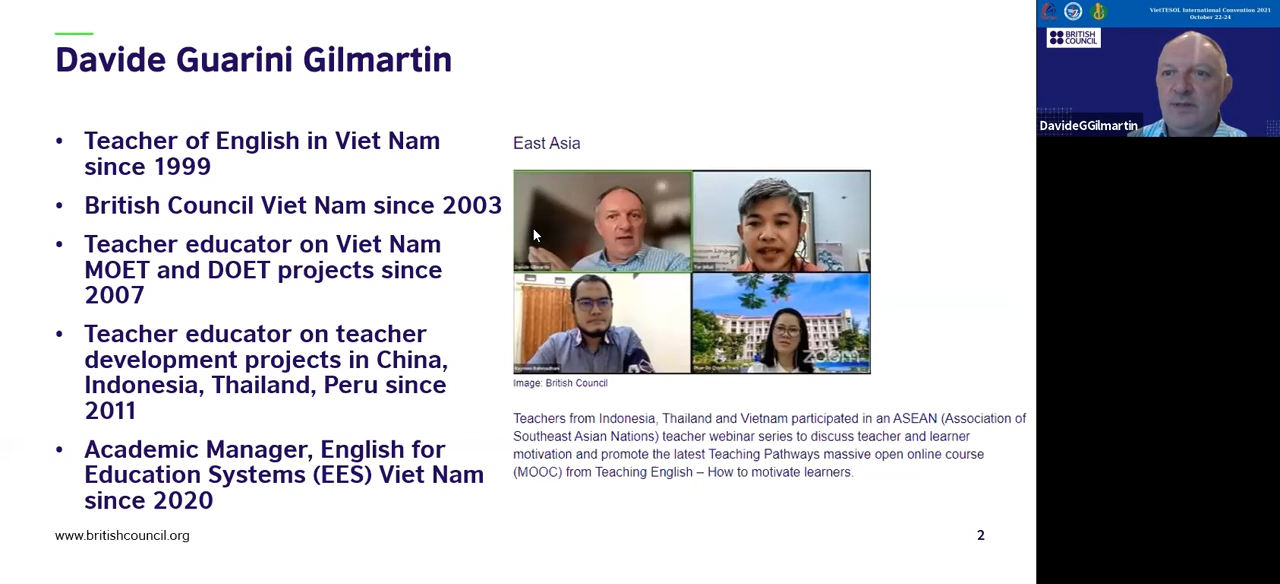 Davide Guarini Gilmartin
• Teacher of English in Viet Nam
since 1999
• British Council Viet Nam since 2003
• Teacher educator on Viet Nam
MOET and DOET projects since
2007
• Teacher educator on teacher
development projects in China,
Indonesia, Thailand, Peru since
2011
• Academic Manager, English for
Education Systems (EES) Viet Nam
since 2020
East Asia
zoom
Image: British Council
Teachers from Indonesia, Thailand and Vietnam participated in an ASEAN (Association of
Southeast Asian Nations) teacher webinar series to discuss teacher and learner
motivation and promote the latest Teaching Pathways massive open online course
(MOOC) from Teaching English – How to motivate learners.
www.britishcouncil.org
2
VietTESOL International Convention 2021
October 22-24
BRITISH
COUNCIL
DavideGGilmartin